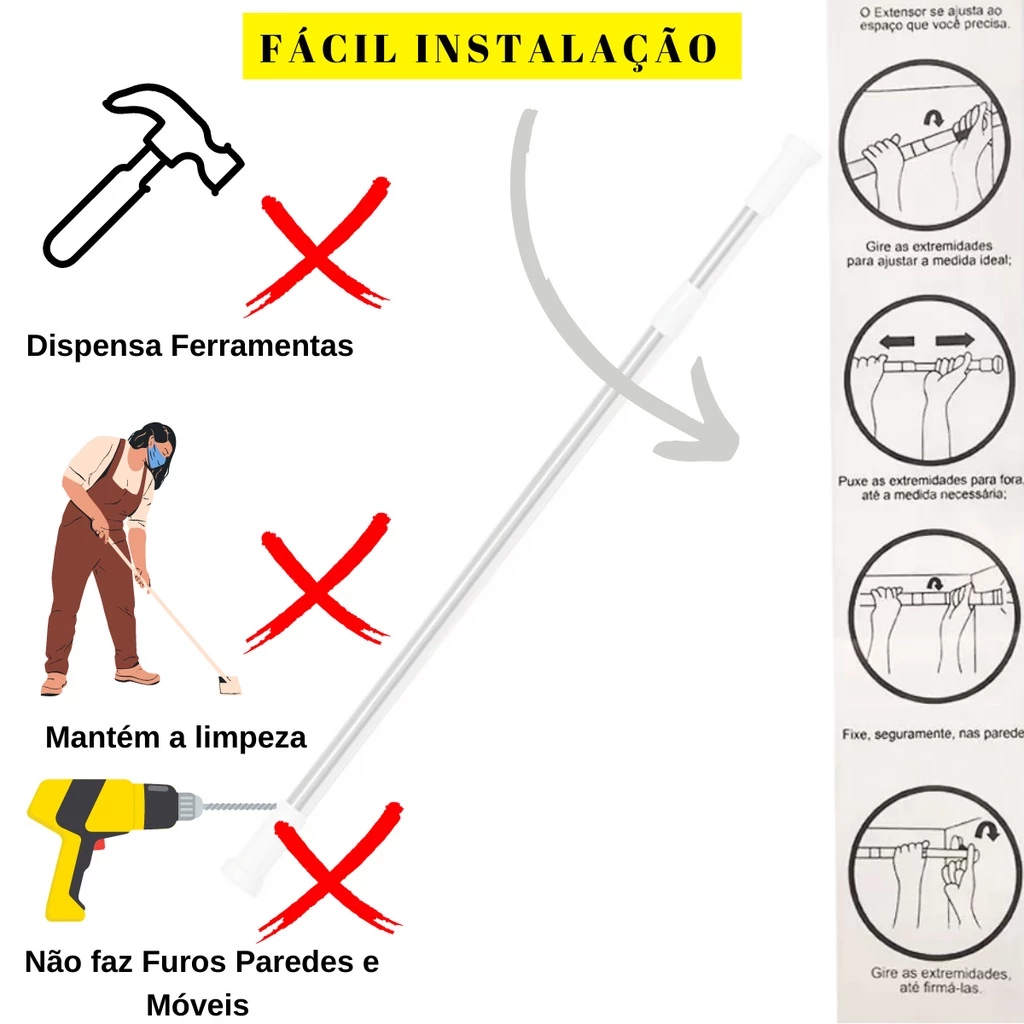 FÁCIL INSTALAÇÃO
Dispensa Ferramentas
Mantém a limpeza
Não faz Furos Paredes e
Móveis
O Extensor se ajusta ao
espaço que você precisa.
Gire as extremidades
para ajustar a medida ideal;
Puxe as extremidades para fora,
até a medida necessária;
Fixe, seguramente, nas parede
Gire as extremidades,
até firmá-las.